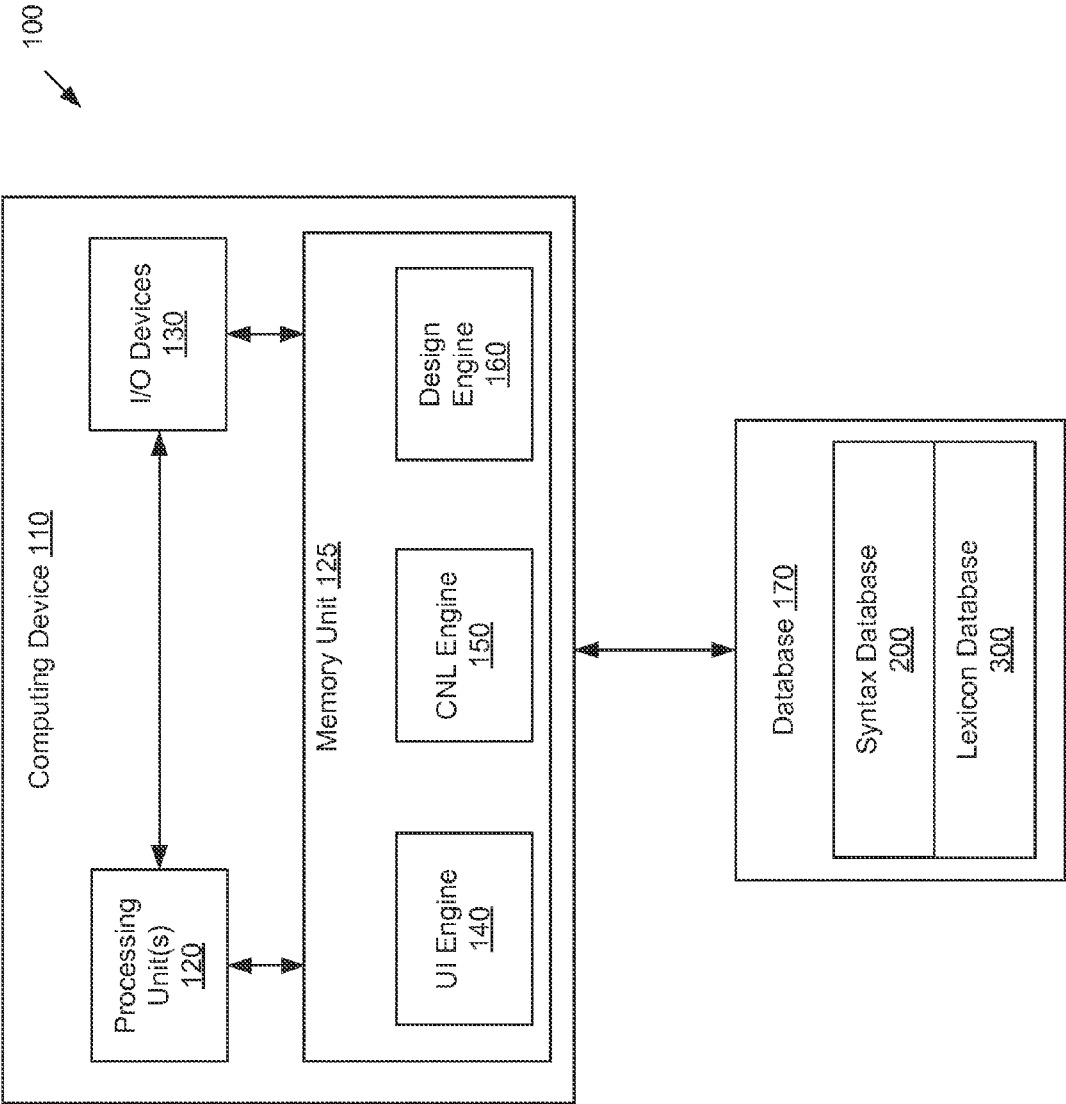 100
Computing Device 110
Processing
Unit(s)
120
I/O Devices
130
Memory Unit 125
UI Engine
140
CNL Engine
150
Design
Engine
160
Database 170
Syntax Database
200
Lexicon Database
300